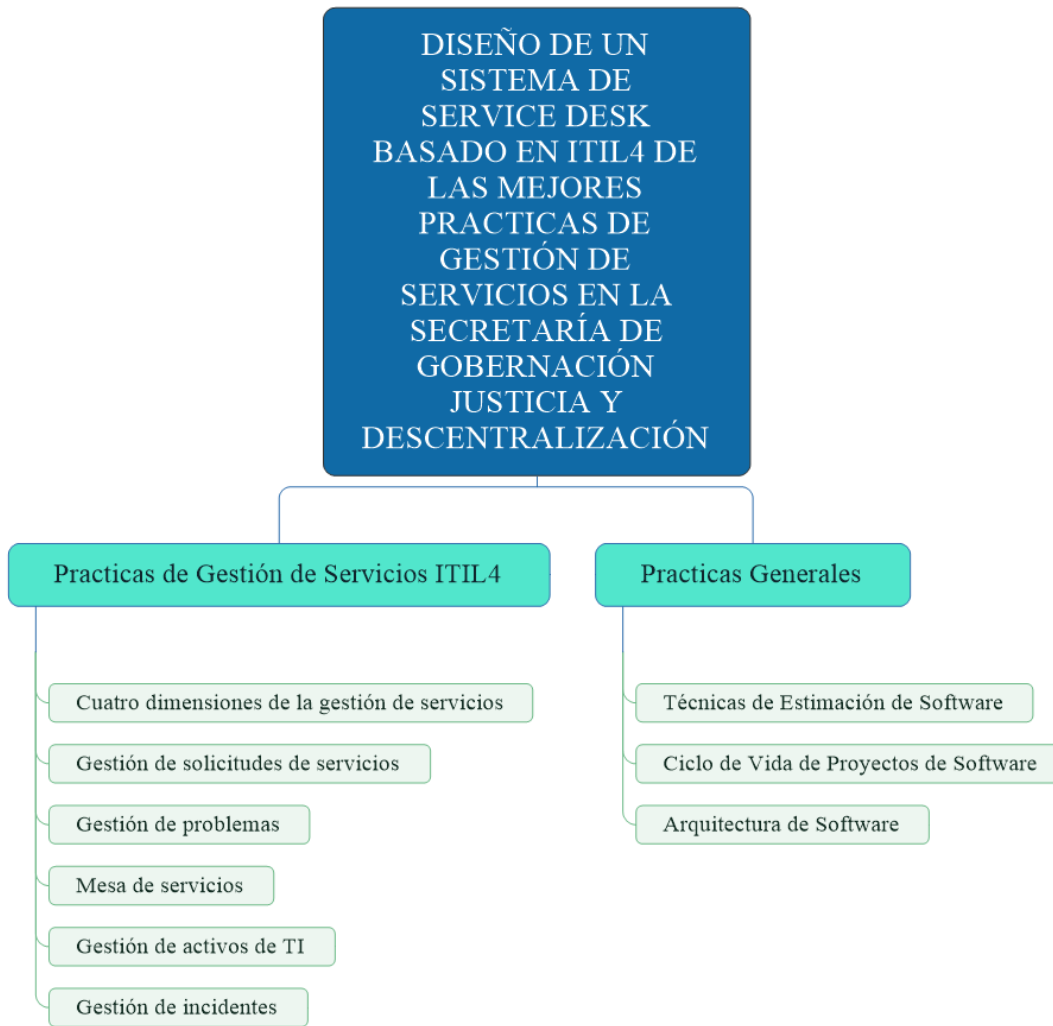 DISEÑO DE UN
SISTEMA DE
SERVICE DESK
BASADO EN ITIL4 DE
LAS MEJORES
PRACTICAS DE
GESTIÓN DE
SERVICIOS EN LA
SECRETARÍA DE
GOBERNACIÓN
JUSTICIA Y
DESCENTRALIZACIÓN
Practicas de Gestión de Servicios ITIL4
Cuatro dimensiones de la gestión de servicios
Gestión de solicitudes de servicios
Gestión de problemas
Mesa de servicios
Gestión de activos de TI
Gestión de incidentes
Practicas Generales
Técnicas de Estimación de Software
Ciclo de Vida de Proyectos de Software
Arquitectura de Software